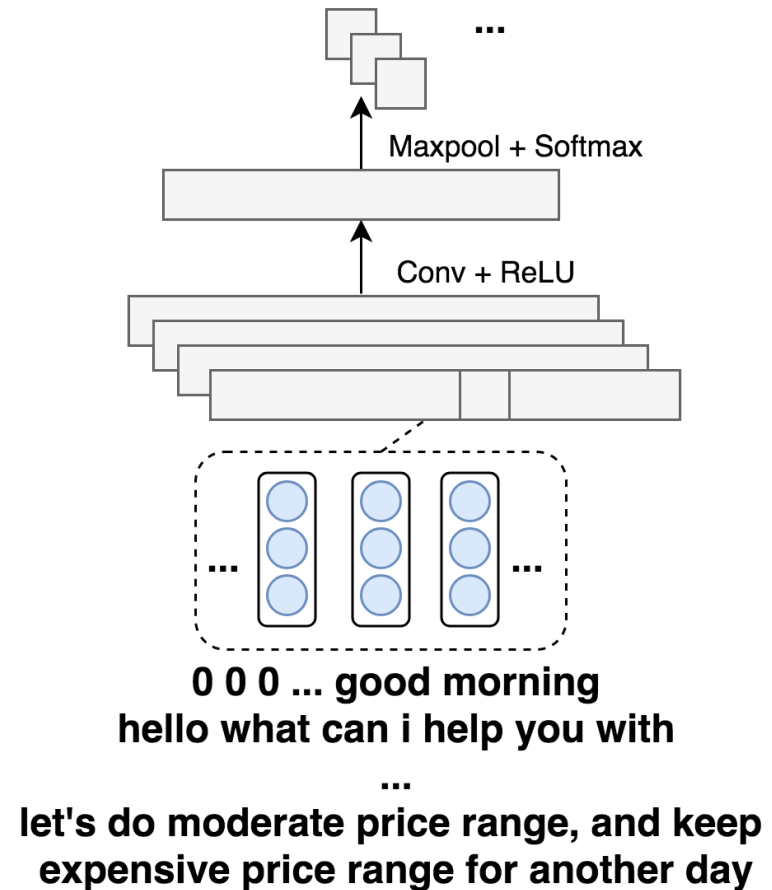 ...
Maxpool + Softmax
Conv + ReLU
... ...
0 0 0 ... good morning
hello what can i help you with
...
let's do moderate price range, and keep
expensive price range for another day